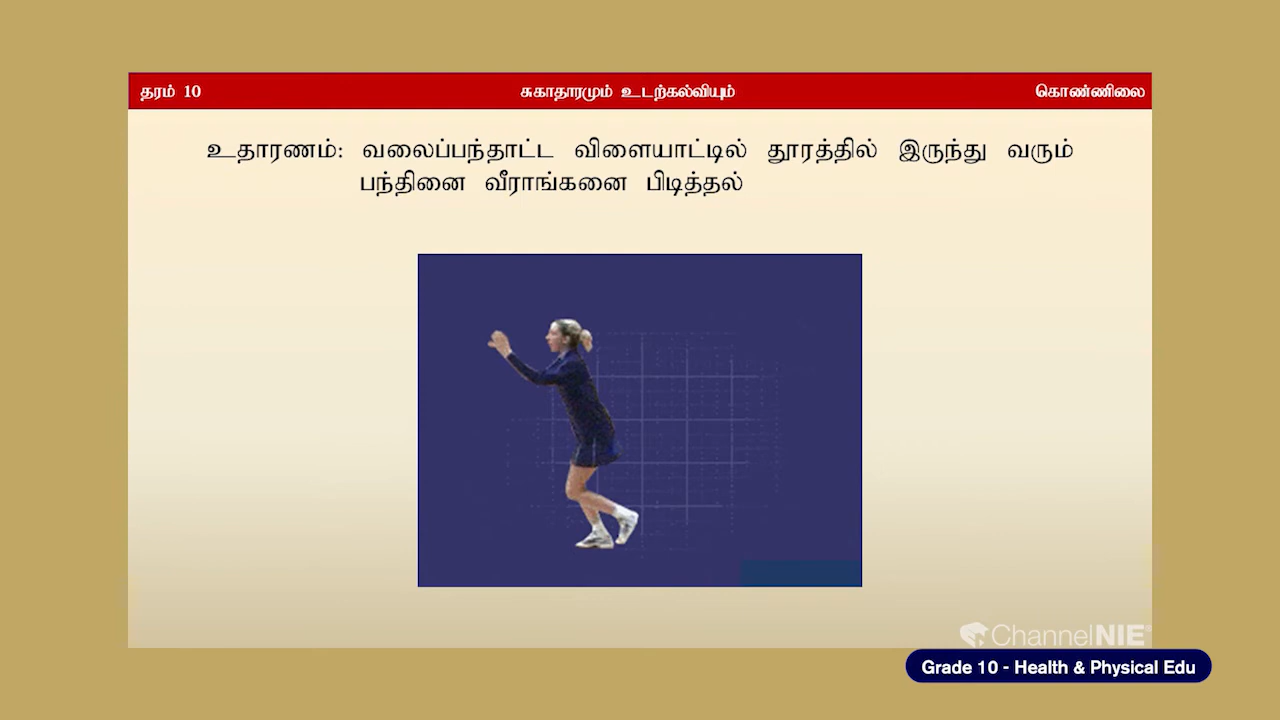 தரம் 10
சுகாதாரமும் உடற்கல்வியும்
கொண்ணிலை
உதாரணம்: வலைப்பந்தாட்ட விளையாட்டில் தூரத்தில் இருந்து வரும்
பந்தினை வீராங்கனை பிடித்தல்
ChannelNIE
Grade 10 - Health & Physical Edu